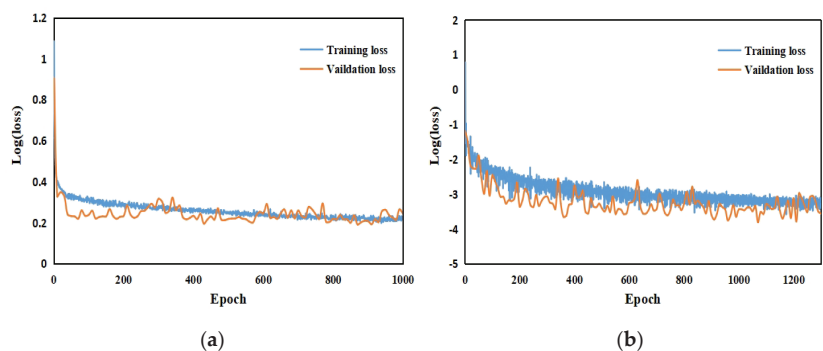 1.2
1
0.8
0.6
0.4
0.2
0
Log(loss)
Training loss
Vaildation loss
0 200 400 600 800 1000
Epoch
(a)
2
1
0
-1
-2
-3
-4
-5
Log(loss)
Training loss
Vaildation loss
0 200 400 600 800 1000 1200
Epoch
(b)